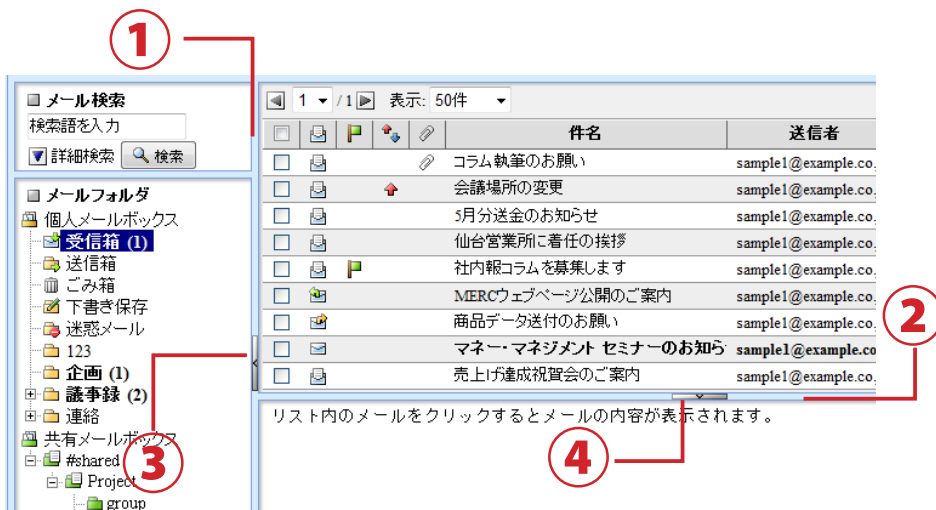 1
■ メール検索
検索語を入力
詳細検索 検索
■ メールフォルダ
個人メールボックス
受信箱 (1)
送信箱
ごみ箱
下書き保存
迷惑メール
123
企画 (1)
議事録 (2)
連絡
共有メールボックス
#shared
Project
group
3
1 /1 表示: 50件
件名 送信者
コラム執筆のお願い sample1@example.co.
会議場所の変更 sample1@example.co.
5月分送金のお知らせ sample1@example.co.
仙台営業所に着任の挨拶 sample1@example.co.
社内報コラムを募集します sample1@example.co.
MERCウェブページ公開のご案内 sample1@example.co.
商品データ送付のお願い sample1@example.co.
マネー・マネジメント セミナーのお知ら sample1@example.co
売上げ達成祝賀会のご案内 sample1@example.co.
2
リスト内のメールをクリックするとメールの内容が表示されます。
4